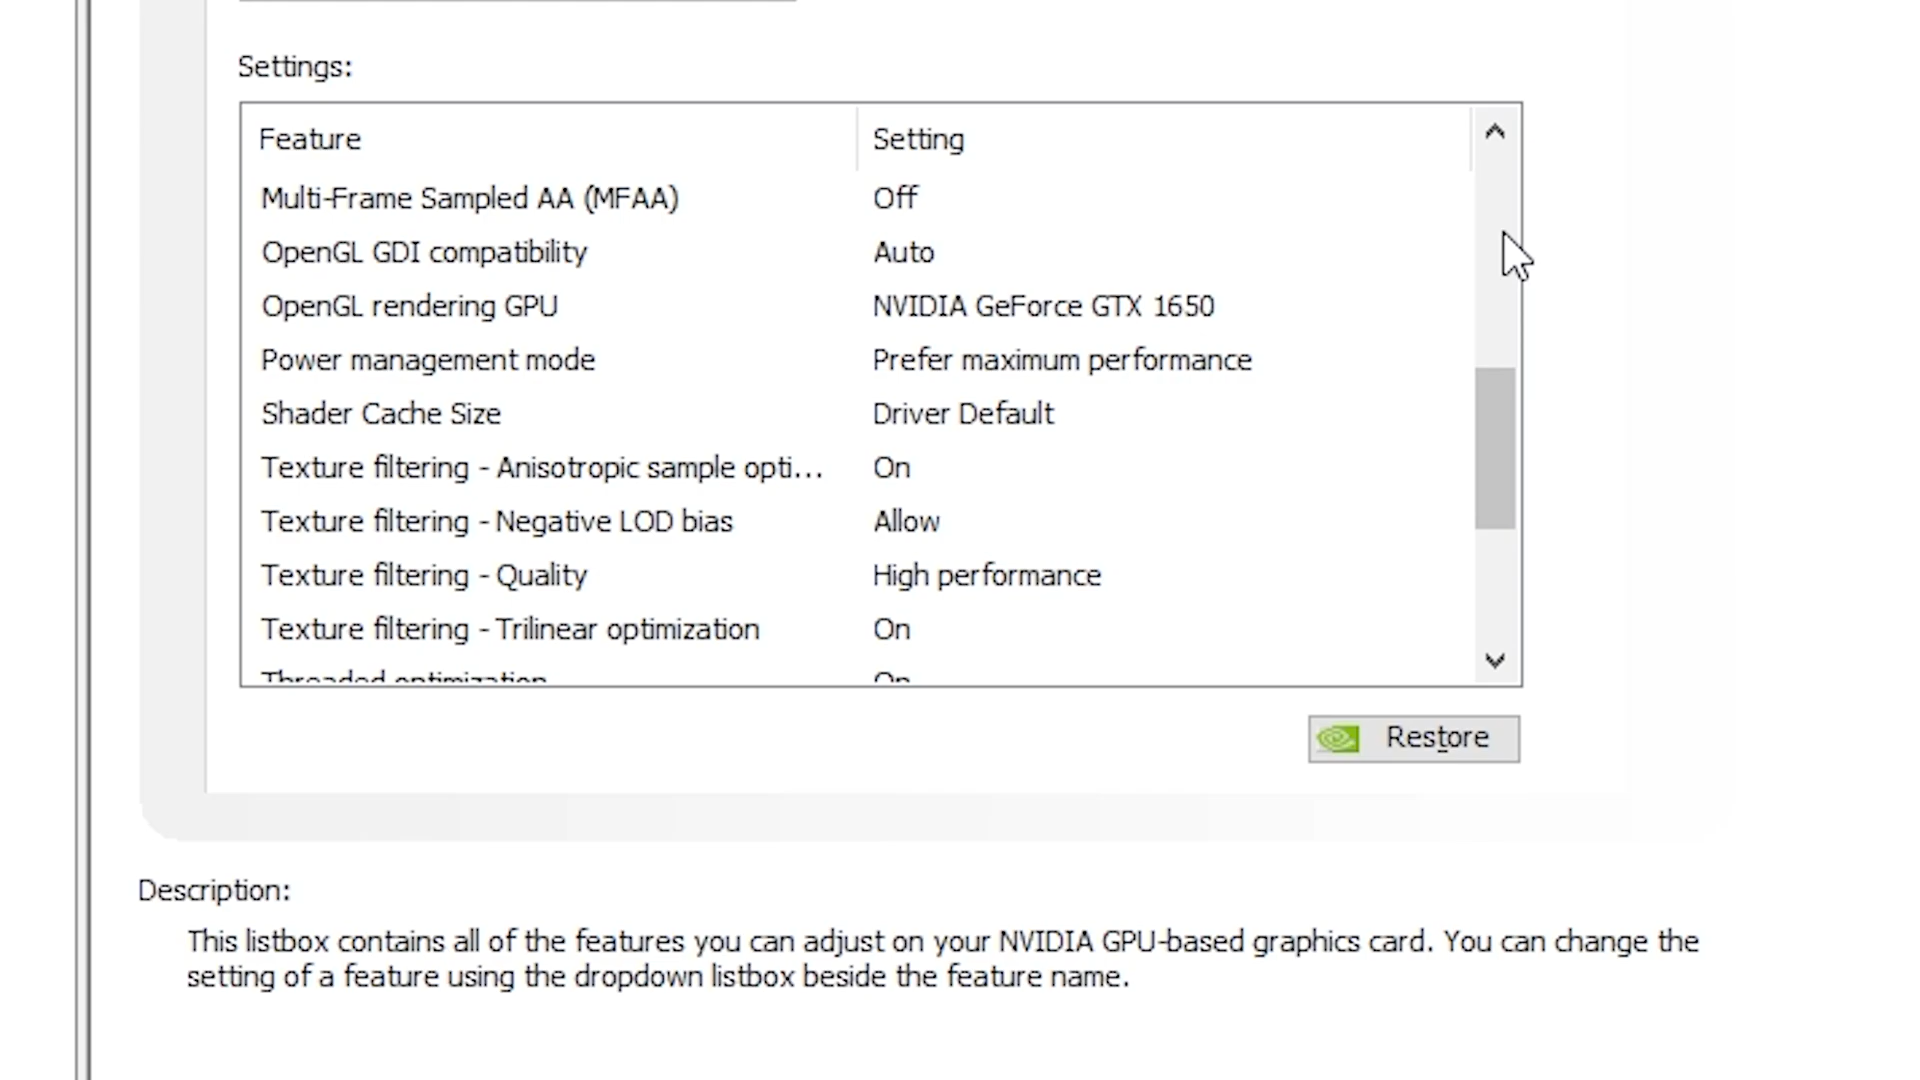 Settings:
Feature Setting
Multi-Frame Sampled AA (MFAA) Off
OpenGL GDI compatibility Auto
OpenGL rendering GPU NVIDIA GeForce GTX 1650
Power management mode Prefer maximum performance
Shader Cache Size Driver Default
Texture filtering - Anisotropic sample opti... On
Texture filtering - Negative LOD bias Allow
Texture filtering - Quality High performance
Texture filtering - Trilinear optimization On
Threaded optimization On
Restore
Description:
This listbox contains all of the features you can adjust on your NVIDIA GPU-based graphics card. You can change the
setting of a feature using the dropdown listbox beside the feature name.